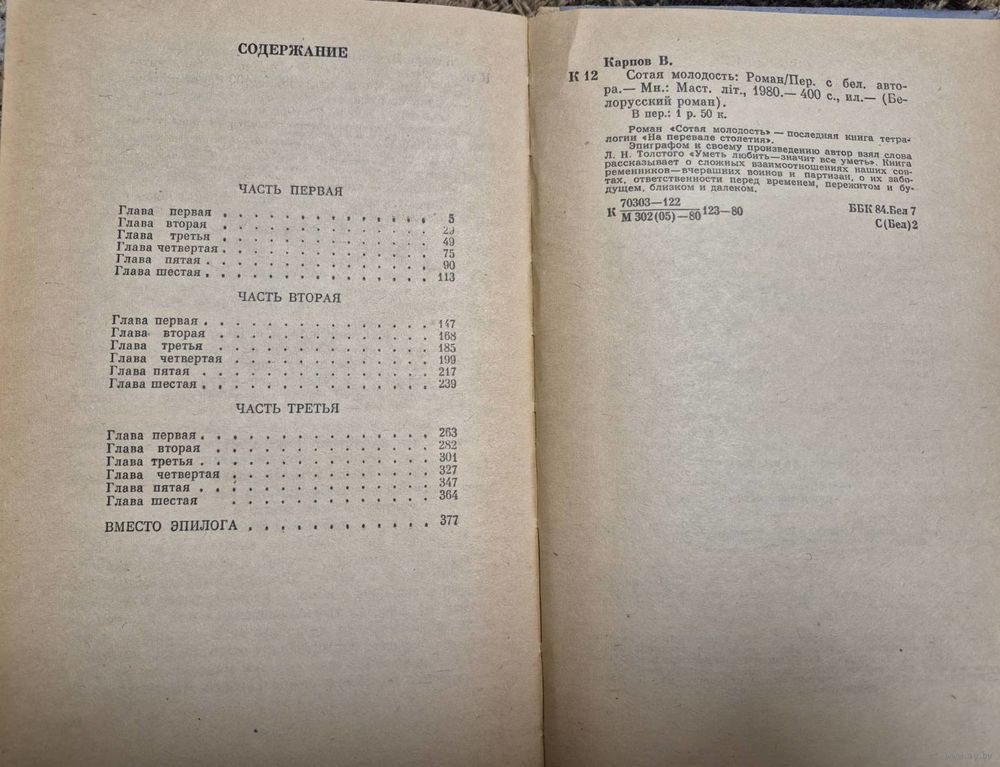 СОДЕРЖАНИЕ
ЧАСТЬ ПЕРВАЯ
Глава первая . . . . . . . . . . . . . 5
Глава вторая . . . . . . . . . . . . . 29
Глава третья . . . . . . . . . . . . . 49
Глава четвертая . . . . . . . . . . . . . 75
Глава пятая . . . . . . . . . . . . . . 90
Глава шестая . . . . . . . . . . . . . . 113
ЧАСТЬ ВТОРАЯ
Глава первая . . . . . . . . . . . . . . 147
Глава вторая . . . . . . . . . . . . . 168
Глава третья . . . . . . . . . . . . . 185
Глава четвертая . . . . . . . . . . . . 199
Глава пятая . . . . . . . . . . . . . . 217
Глава шестая . . . . . . . . . . . . . . 239
ЧАСТЬ ТРЕТЬЯ
Глава первая . . . . . . . . . . . . . . 263
Глава вторая . . . . . . . . . . . . . 282
Глава третья . . . . . . . . . . . . . . 301
Глава четвертая . . . . . . . . . . . . 327
Глава пятая . . . . . . . . . . . . . . 347
Глава шестая . . . . . . . . . . . . 364
ВМЕСТО ЭПИЛОГА . . . . . . . . . . . 377
Карпов В.
К 12 Сотая молодость: Роман/Пер. с бел. авто-
ра.— Мн.: Маст. літ., 1980.— 400 с., ил.— (Бе-
лорусский роман).
В пер.: 1 р. 50 к.
Роман «Сотая молодость» — последняя книга тетра-
логии «На перевале столетия».
Эпиграфом к своему произведению автор взял слова
Л. Н. Толстого «Уметь любить—значит все уметь». Книга
рассказывает о сложных взаимоотношениях наших сов-
ременников—вчерашних воинов и партизан, о их забо-
тах, ответственности перед временем, пережитом и бу-
дущем, близком и далеком.
70303—122
К М 302(05)—80 123—80 ББК 84.Бел 7
С(Бел)2